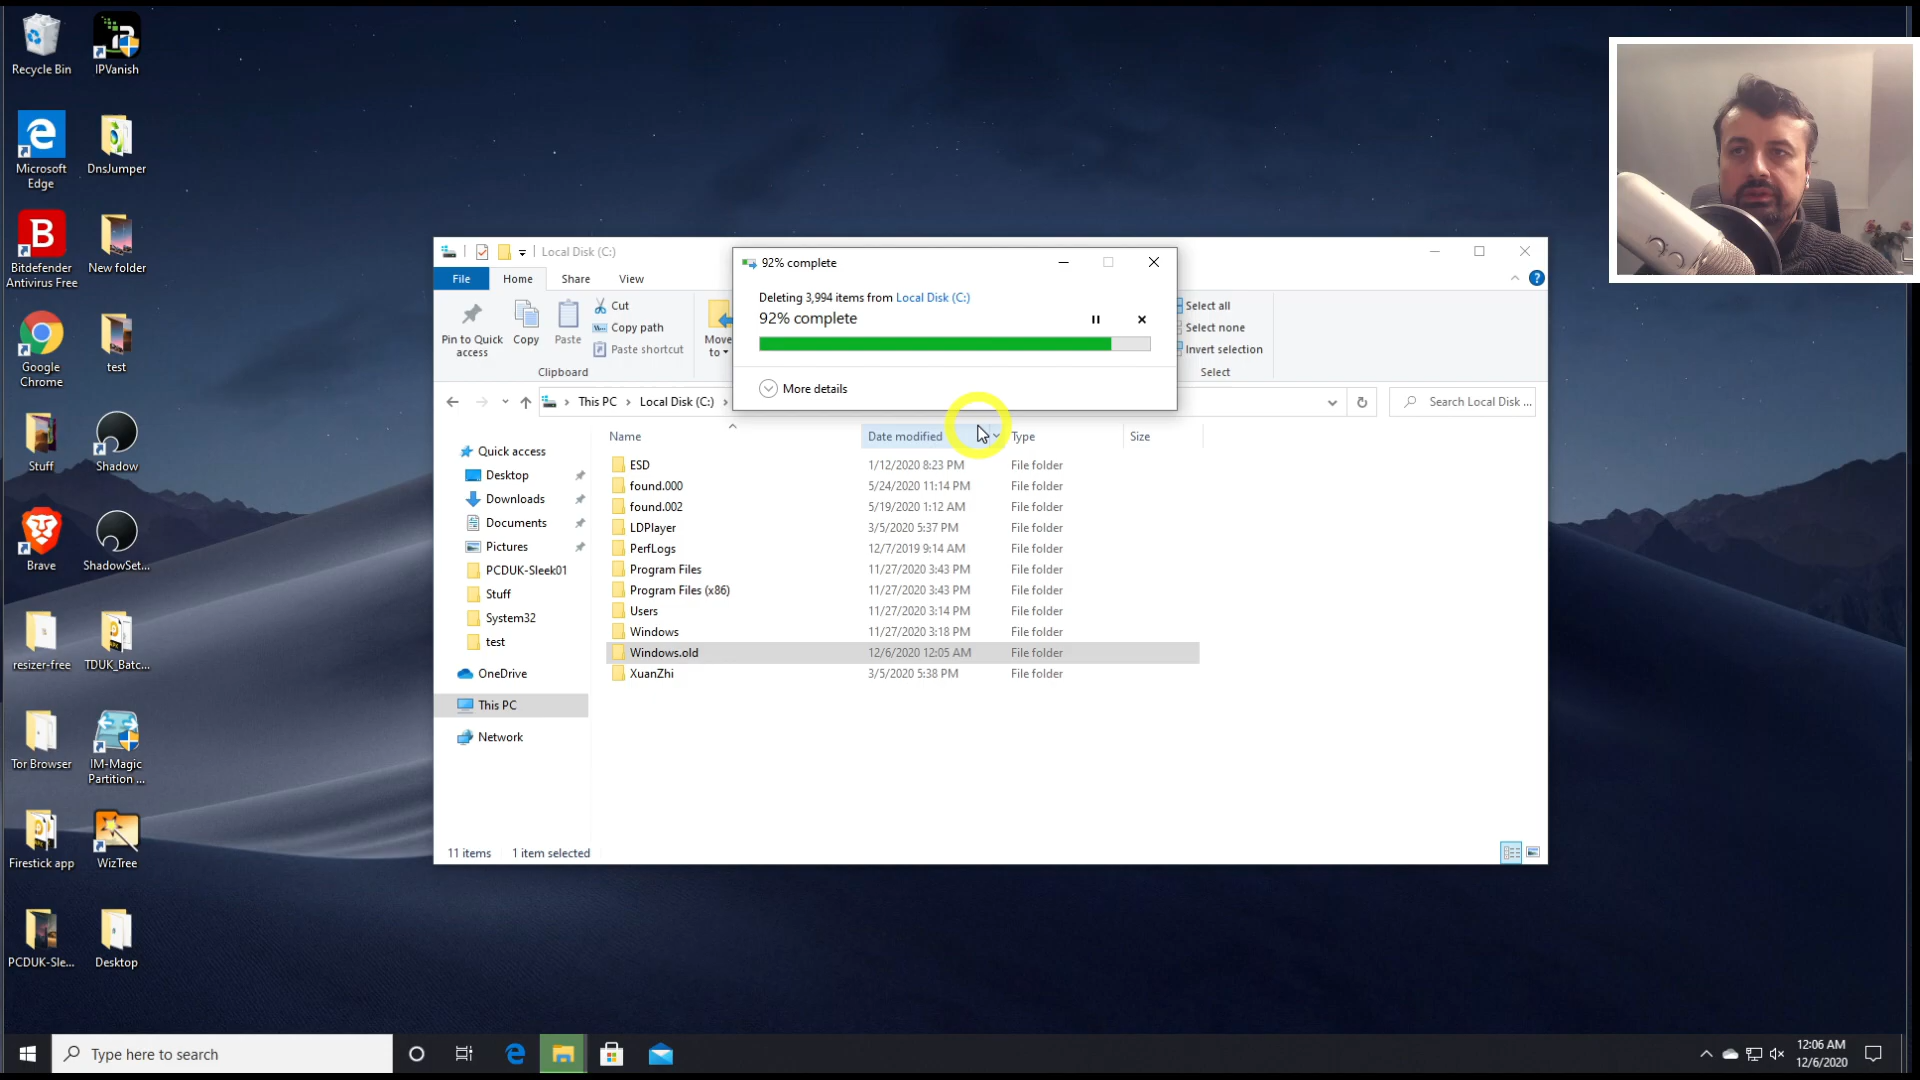 Recycle Bin
IPVanish
Microsoft
Edge
DnsJumper
B
Bitdefender
Antivirus Free
New folder
Google
Chrome
test
Stuff
Shadow
Brave
ShadowSet...
resizer-free
TDUK_Batc...
Tor Browser
IM-Magic
Partition ...
Firestick app
WizTree
PCDUK-Sle...
Desktop
Local Disk (C:)
File
Home
Share
View
Pin to Quick
access
Copy
Paste
Cut
Copy path
Paste shortcut
Clipboard
Move
to
Select all
Select none
Invert selection
Select
92% complete
Deleting 3,994 items from Local Disk (C:)
92% complete
More details
This PC
Local Disk (C:)
Search Local Disk ...
Name
Date modified
Type
Size
Quick access
Desktop
Downloads
Documents
Pictures
PCDUK-Sleek01
Stuff
System32
test
OneDrive
This PC
Network
ESD 1/12/2020 8:23 PM File folder
found.000 5/24/2020 11:14 PM File folder
found.002 5/19/2020 1:12 AM File folder
LDPlayer 3/5/2020 5:37 PM File folder
PerfLogs 12/7/2019 9:14 AM File folder
Program Files 11/27/2020 3:43 PM File folder
Program Files (x86) 11/27/2020 3:43 PM File folder
Users 11/27/2020 3:14 PM File folder
Windows 11/27/2020 3:18 PM File folder
Windows.old 12/6/2020 12:05 AM File folder
XuanZhi 3/5/2020 5:38 PM File folder
11 items 1 item selected
Type here to search
12:06 AM
12/6/2020